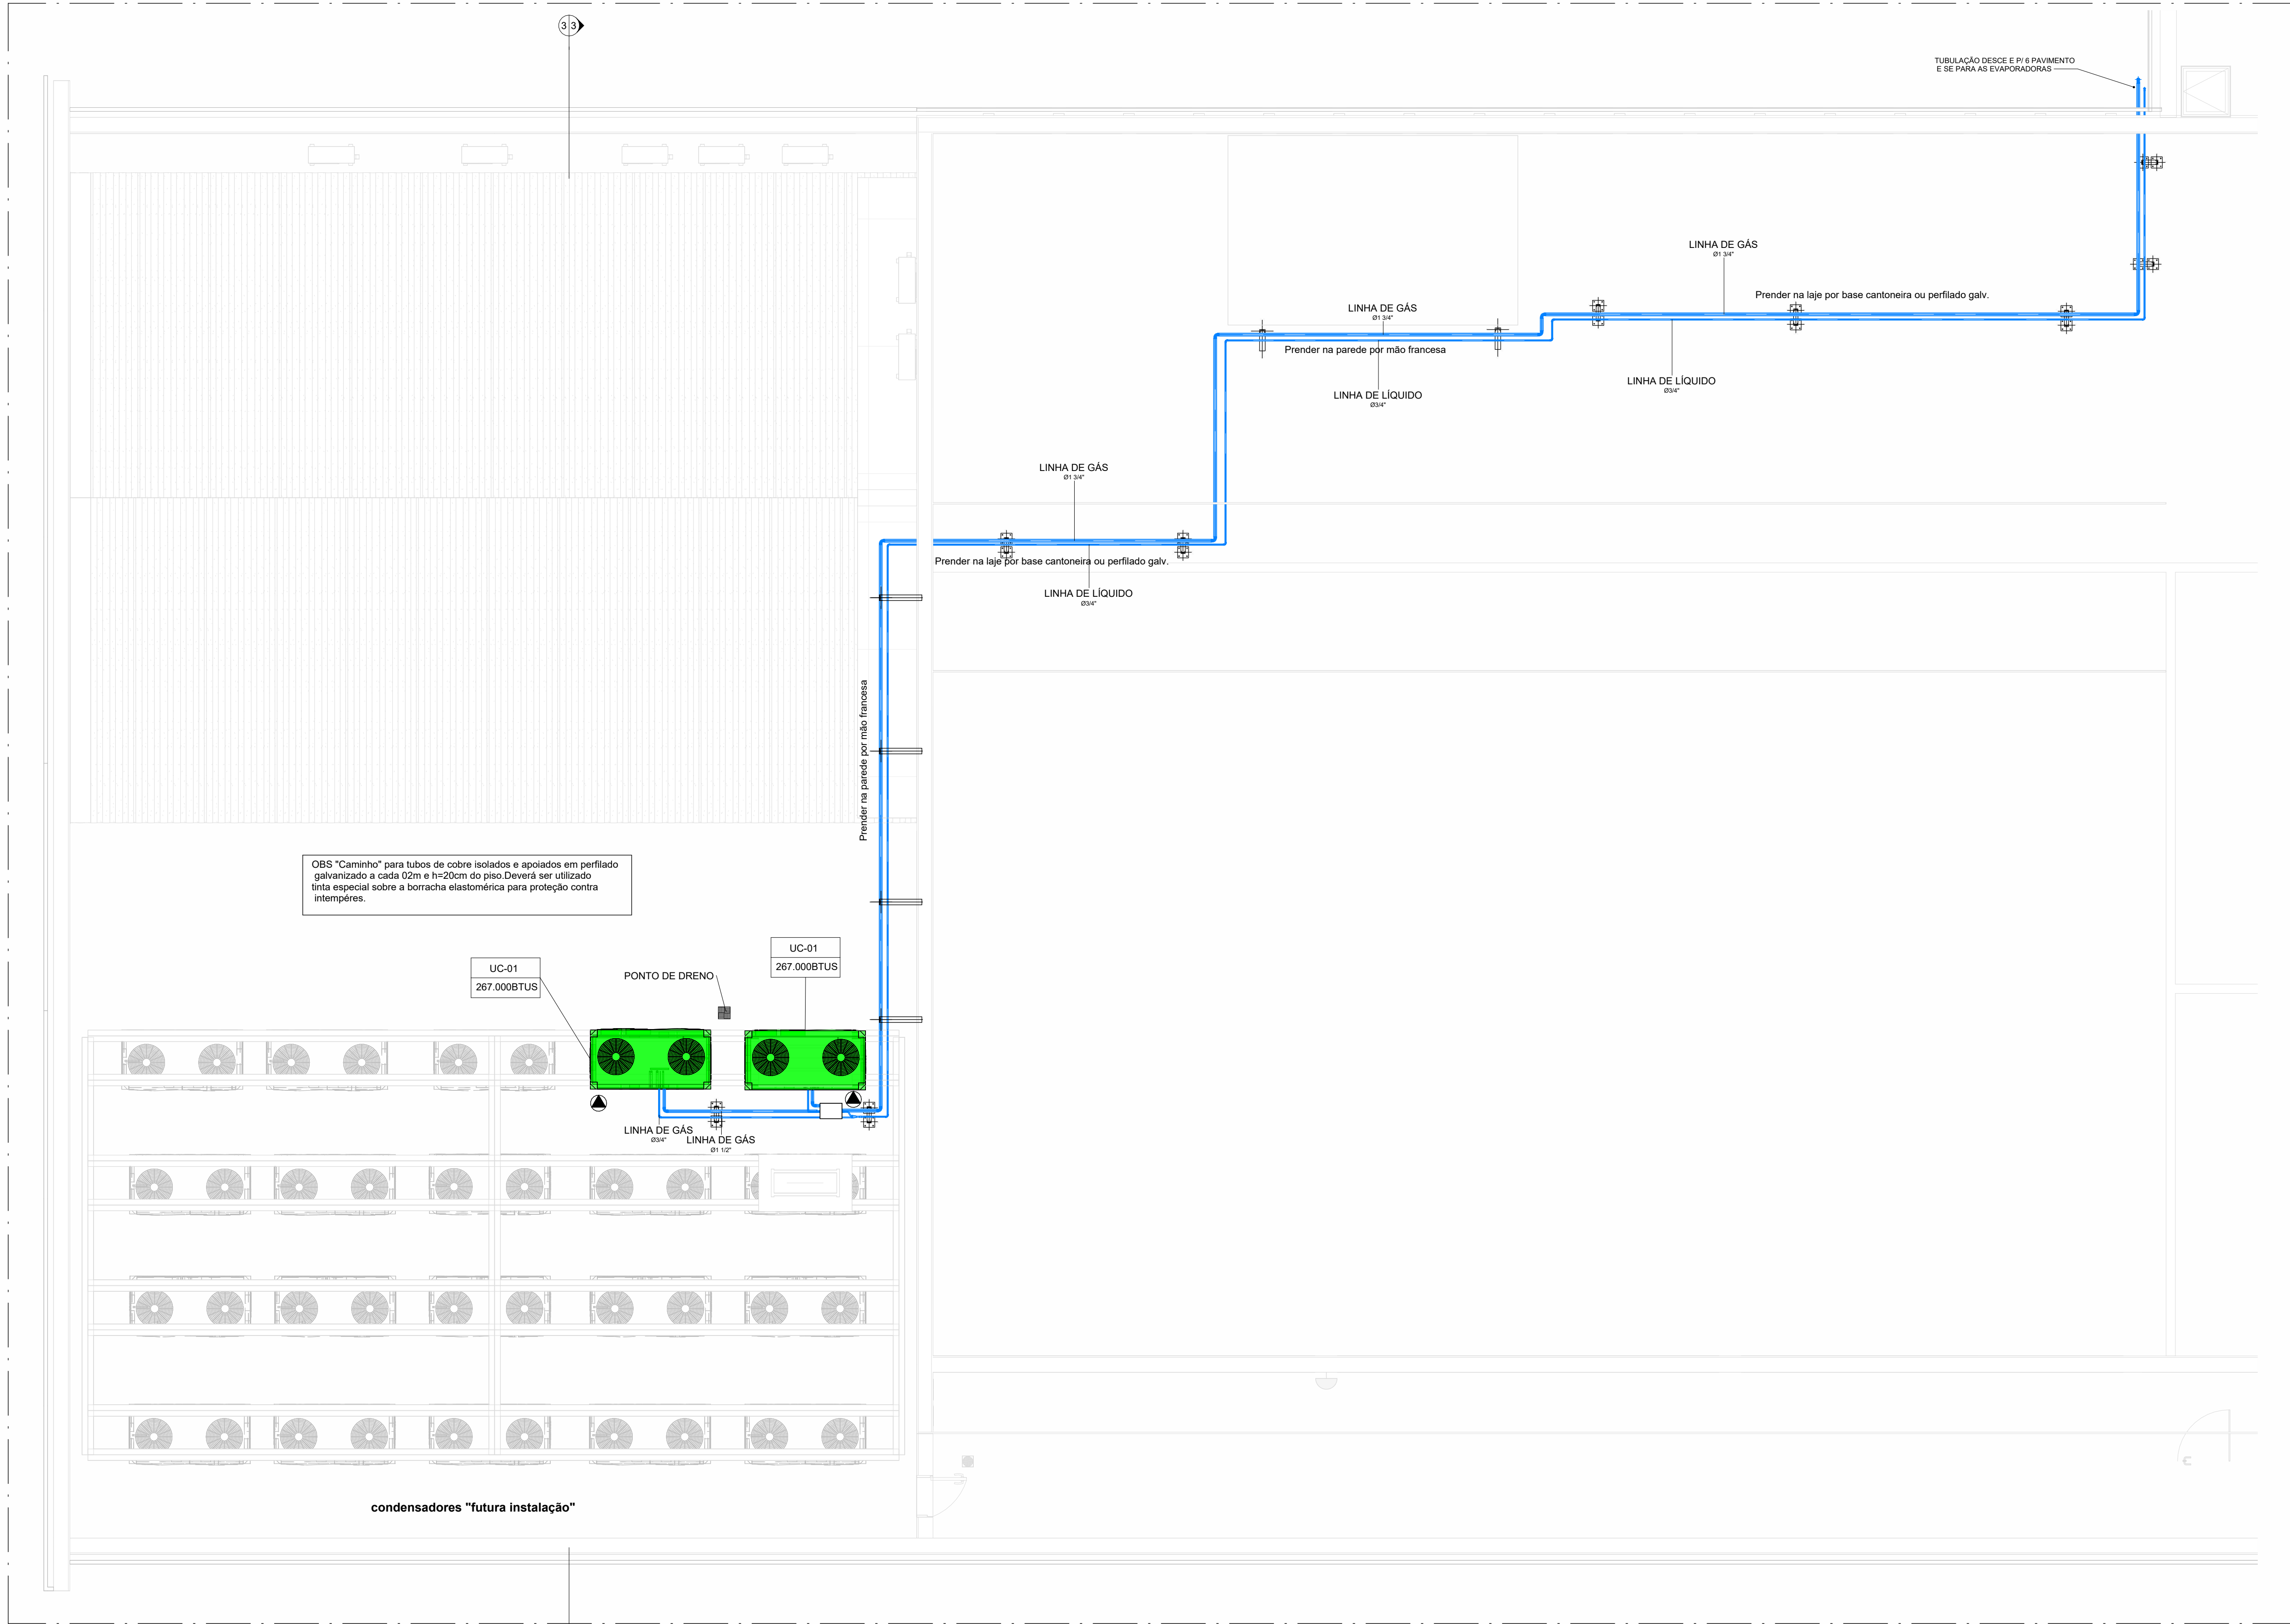 3 3
TUBULAÇÃO DESCE E P/ 6 PAVIMENTO
E SE PARA AS EVAPORADORAS
LINHA DE GÁS
Ø1 3/4"
Prender na laje por base cantoneira ou perfilado galv.
LINHA DE GÁS
Ø1 3/4"
Prender na parede por mão francesa
LINHA DE LÍQUIDO
Ø3/4"
LINHA DE LÍQUIDO
Ø3/4"
LINHA DE GÁS
Ø1 3/4"
Prender na laje por base cantoneira ou perfilado galv.
LINHA DE LÍQUIDO
Ø3/4"
Prender na parede por mão francesa
OBS "Caminho" para tubos de cobre isolados e apoiados em perfilado
galvanizado a cada 02m e h=20cm do piso.Deverá ser utilizado
tinta especial sobre a borracha elastomérica para proteção contra
intempéres.
UC-01
267.000BTUS
PONTO DE DRENO
UC-01
267.000BTUS
LINHA DE GÁS
Ø3/4"
LINHA DE GÁS
Ø1 1/2"
condensadores "futura instalação"